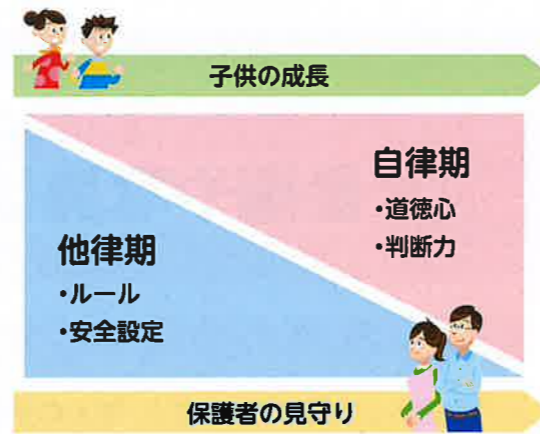 子供の成長
自律期
・道徳心
・判断力
他律期
・ルール
・安全設定
保護者の見守り